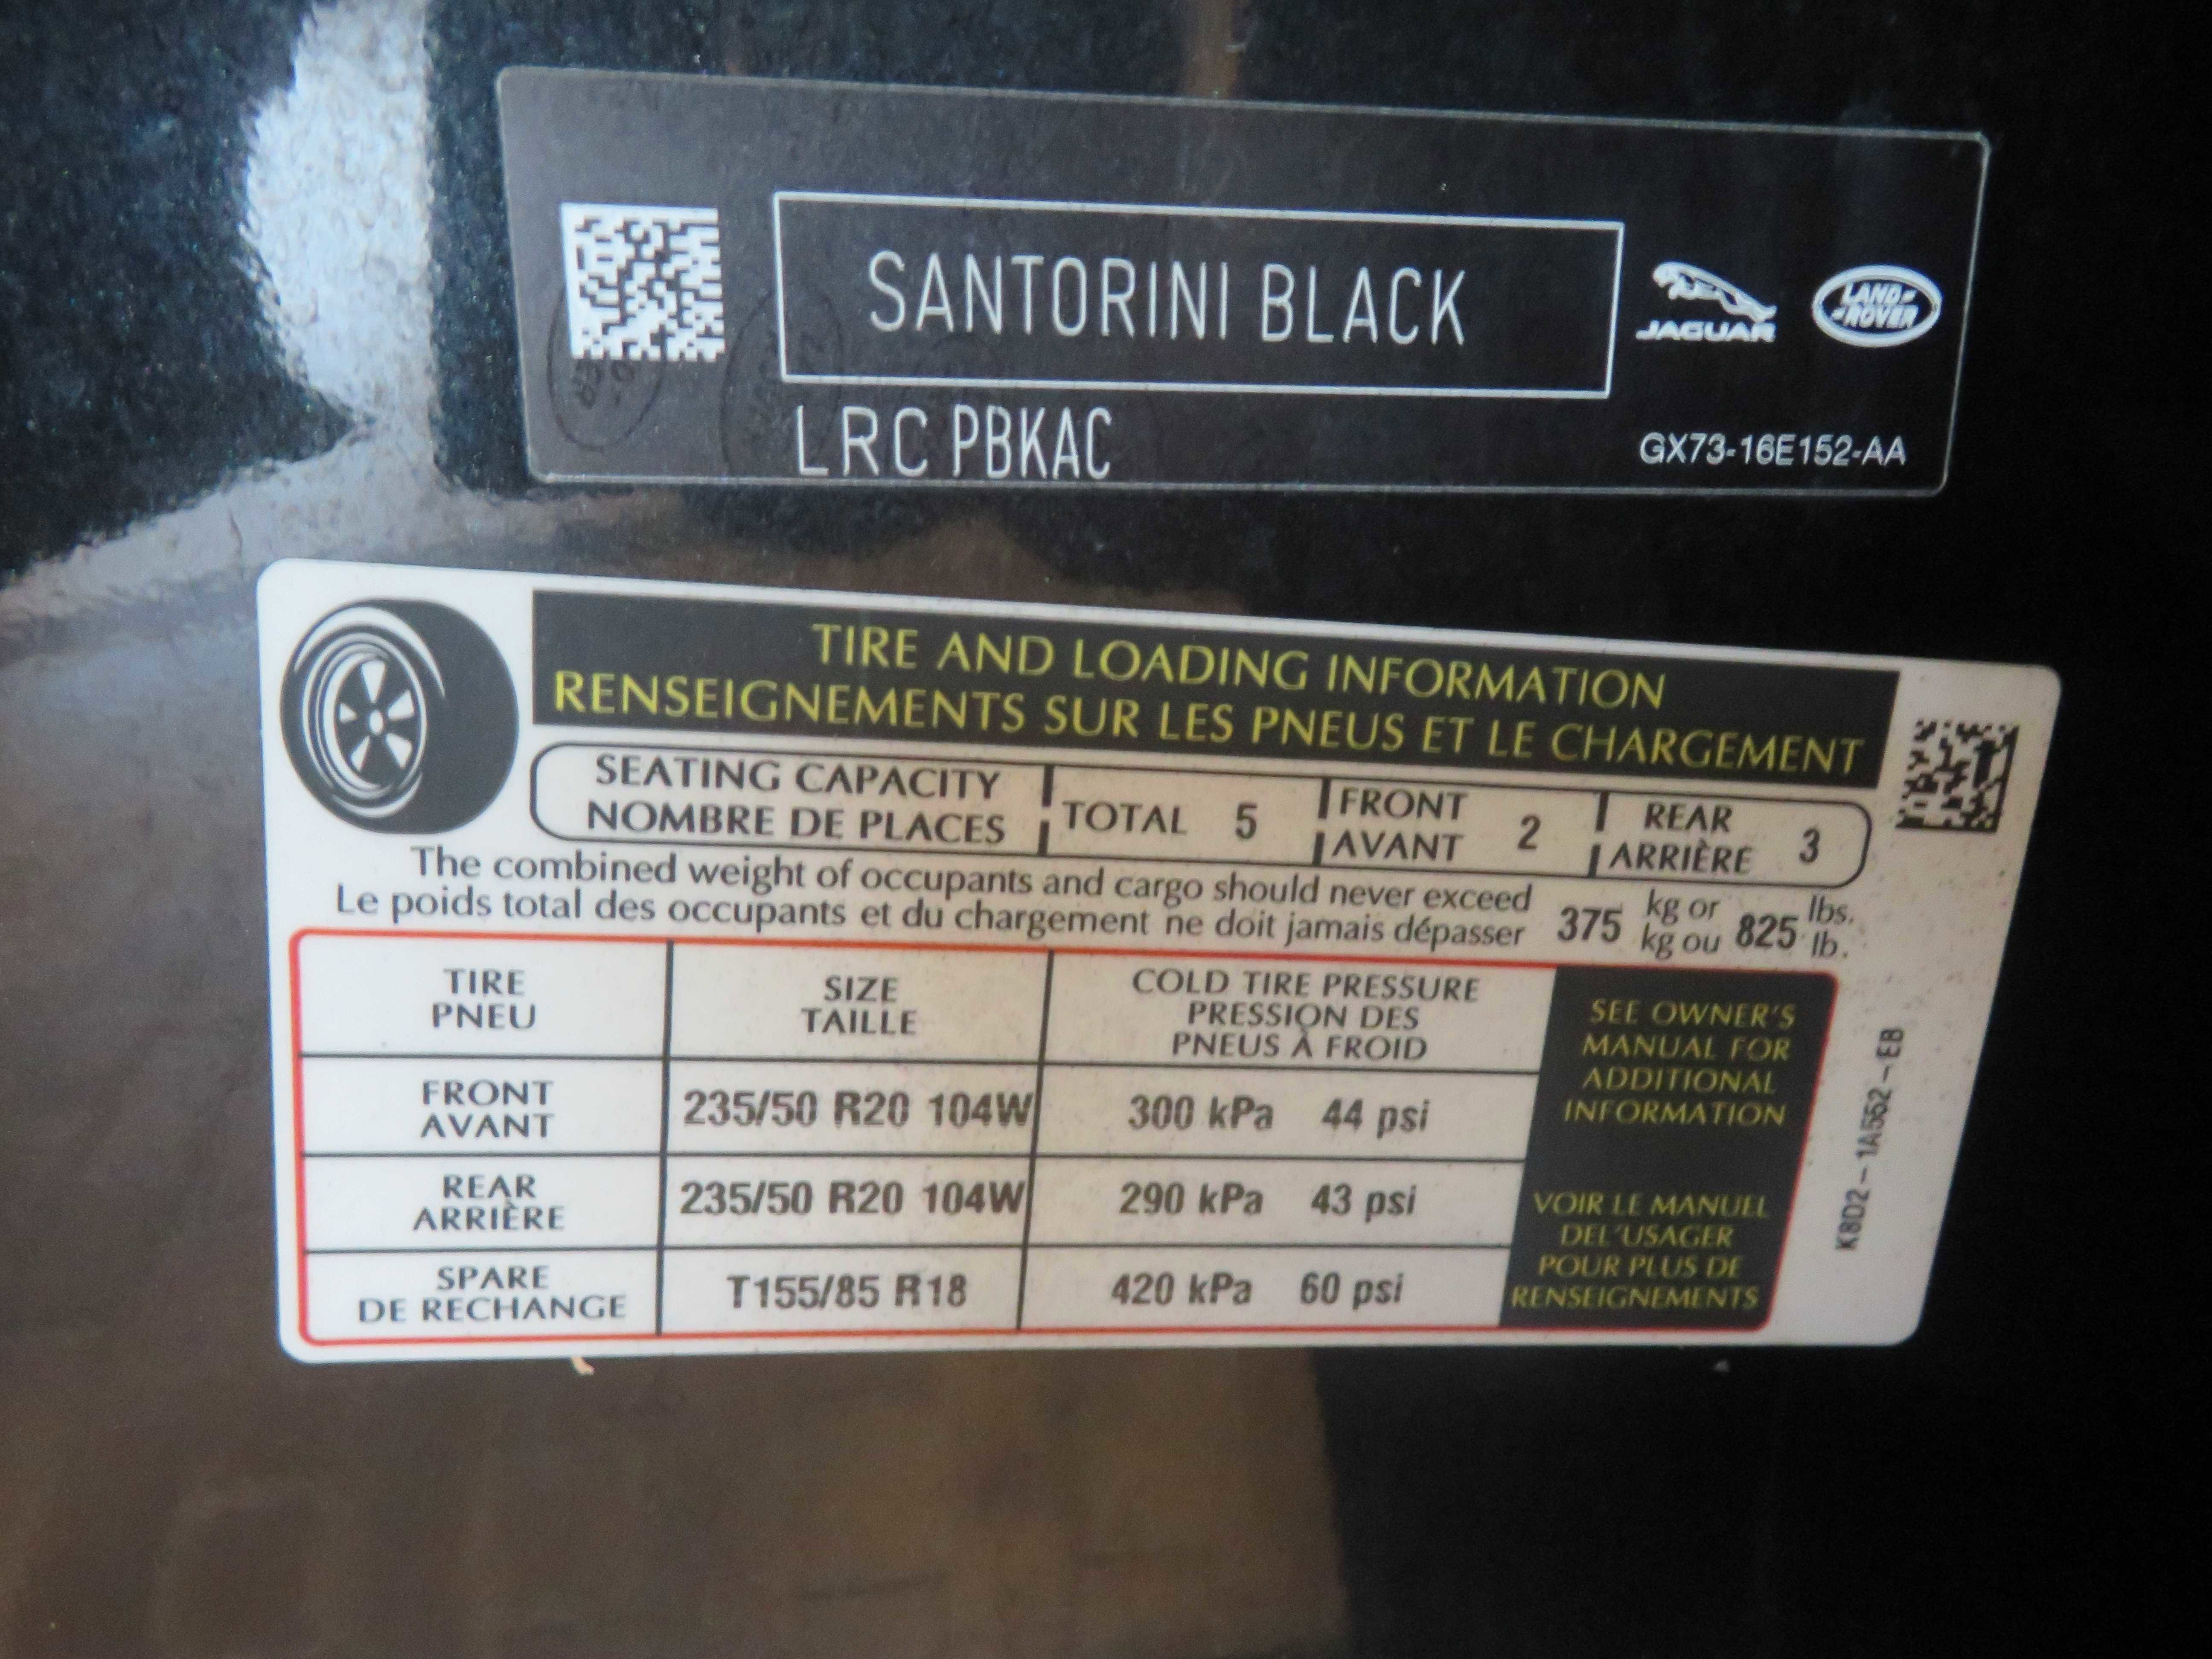 SANTORINI BLACK
JAGUAR
LAND-
-ROVER
LRC PBKAC
GX73-16E152-AA
TIRE AND LOADING INFORMATION
RENSEIGNEMENTS SUR LES PNEUS ET LE CHARGEMENT
SEATING CAPACITY
NOMBRE DE PLACES
TOTAL 5
FRONT
AVANT
2
REAR
ARRIÈRE
3
The combined weight of occupants and cargo should never exceed
Le poids total des occupants et du chargement ne doit jamais dépasser
375
kg or
kg ou
825
lbs.
lb.
TIRE
PNEU
SIZE
TAILLE
COLD TIRE PRESSURE
PRESSION DES
PNEUS À FROID
FRONT
AVANT
235/50 R20 104W
300 kPa 44 psi
REAR
ARRIÈRE
235/50 R20 104W
290 kPa 43 psi
SPARE
DE RECHANGE
T155/85 R18
420 kPa 60 psi
SEE OWNER'S
MANUAL FOR
ADDITIONAL
INFORMATION
VOIR LE MANUEL
DEL'USAGER
POUR PLUS DE
RENSEIGNEMENTS
K8D2-1A552-EB